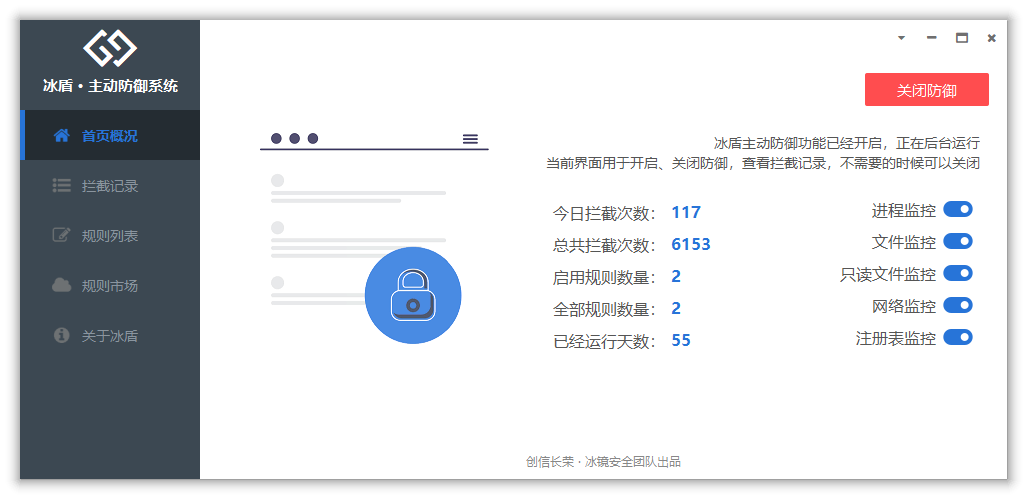 冰盾·主动防御系统
首页概况
拦截记录
规则列表
规则市场
关于冰盾
关闭防御
冰盾主动防御功能已经开启，正在后台运行
当前界面用于开启、关闭防御，查看拦截记录，不需要的时候可以关闭
今日拦截次数： 117
总共拦截次数： 6153
启用规则数量： 2
全部规则数量： 2
已经运行天数： 55
进程监控
文件监控
只读文件监控
网络监控
注册表监控
创信长荣·冰镜安全团队出品